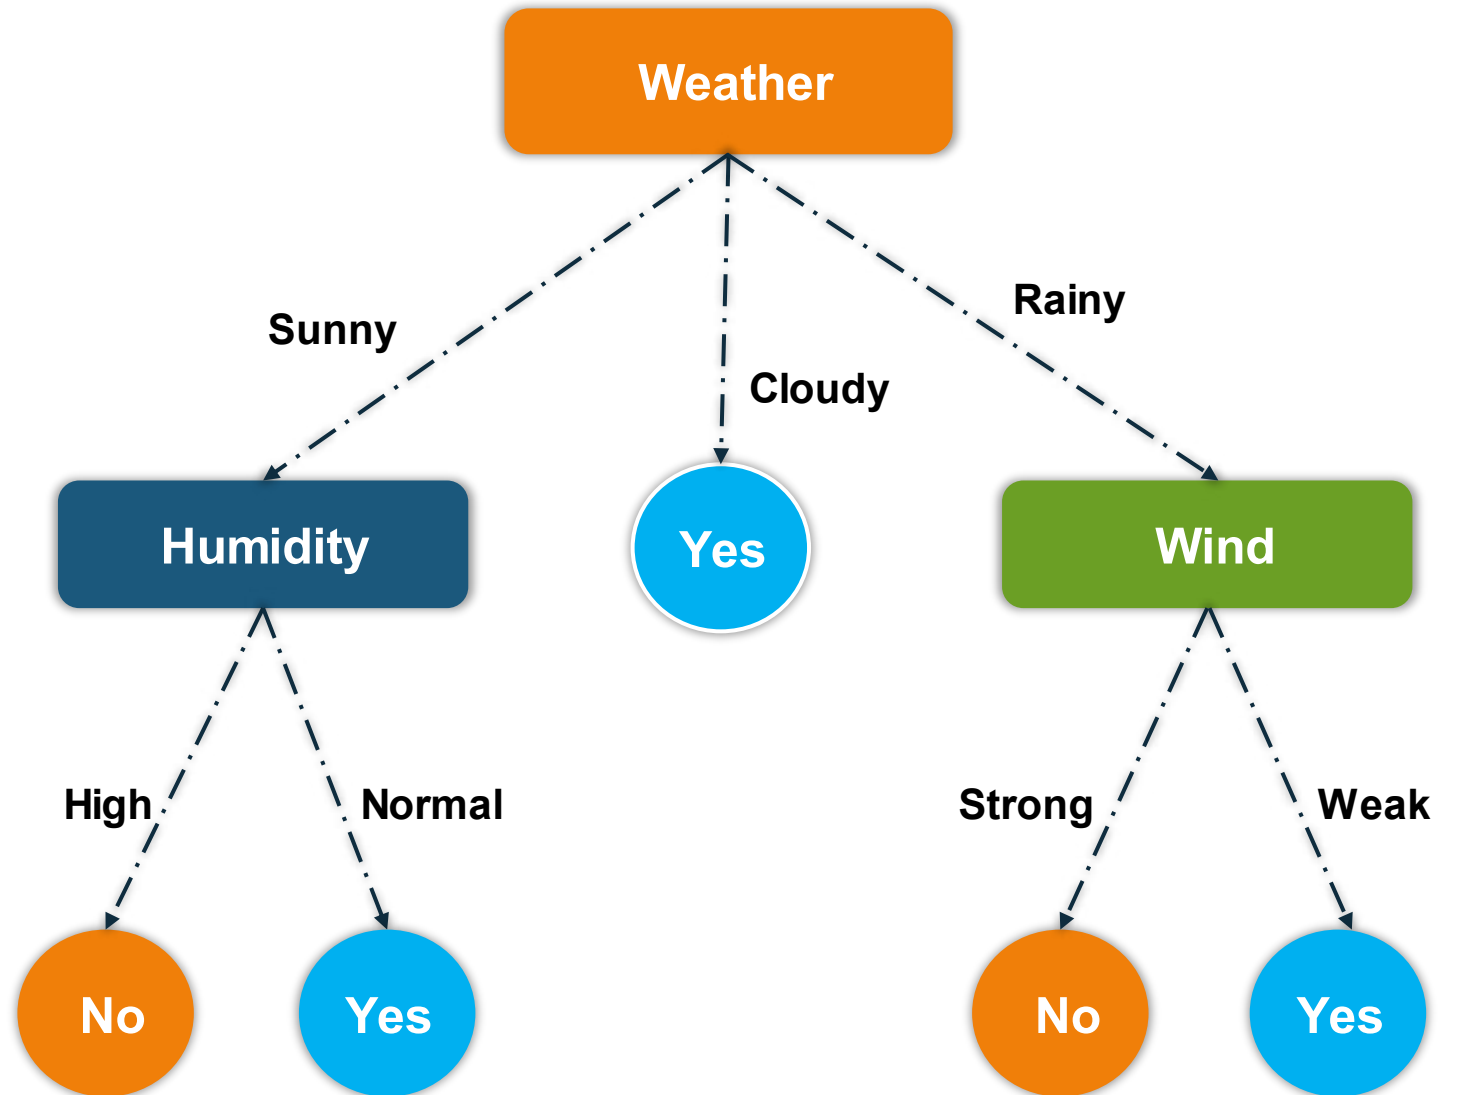 Weather
Sunny
Cloudy
Rainy
Humidity
Yes
Wind
High
Normal
Strong
Weak
No
Yes
No
Yes